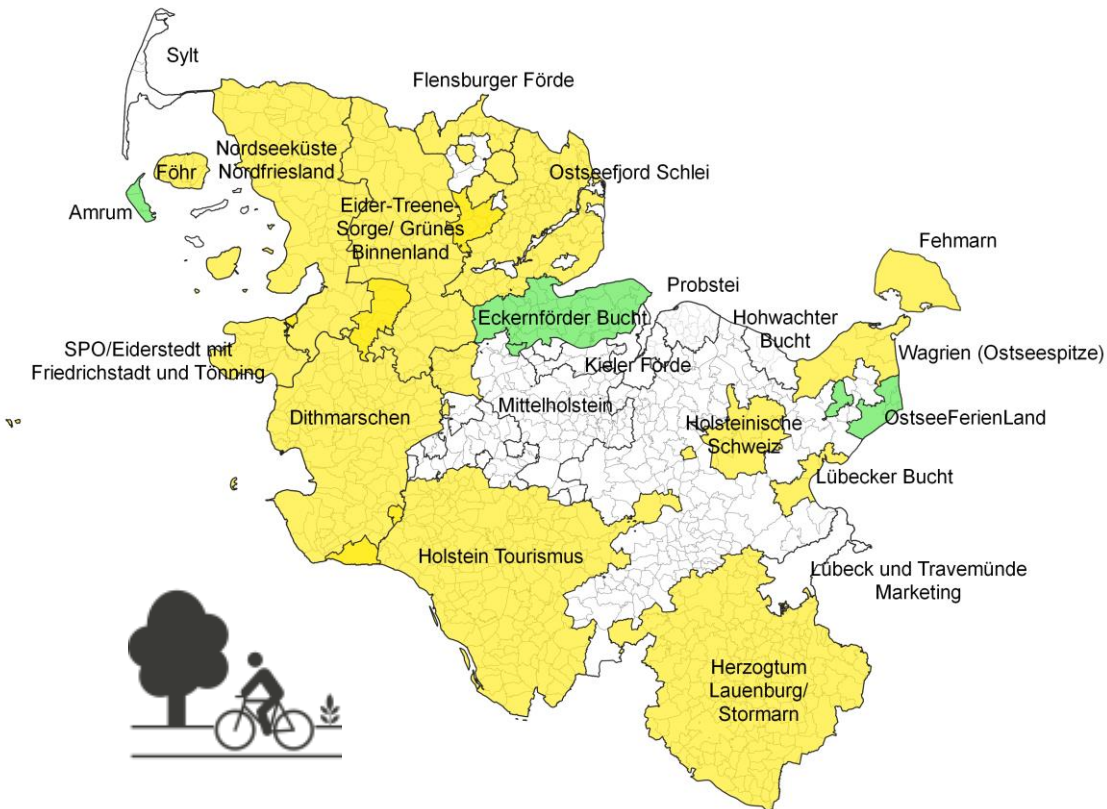 Sylt
Flensburger Förde
Nordseeküste
Nordfriesland
Föhr
Ostseefjord Schlei
Amrum
Eider-Treene-
Sorge/ Grünes
Binnenland
Fehmarn
Probstei
Eckernförder Bucht
Hohwachter
Bucht
SPO/Eiderstedt mit
Friedrichstadt und Tönning
Wagrien (Ostseespitze)
Kieler Förde
Mittelholstein
Dithmarschen
Holsteinische
Schweiz
OstseeFerienLand
Lübecker Bucht
Holstein Tourismus
Lübeck und Travemünde
Marketing
Herzogtum
Lauenburg/
Stormarn